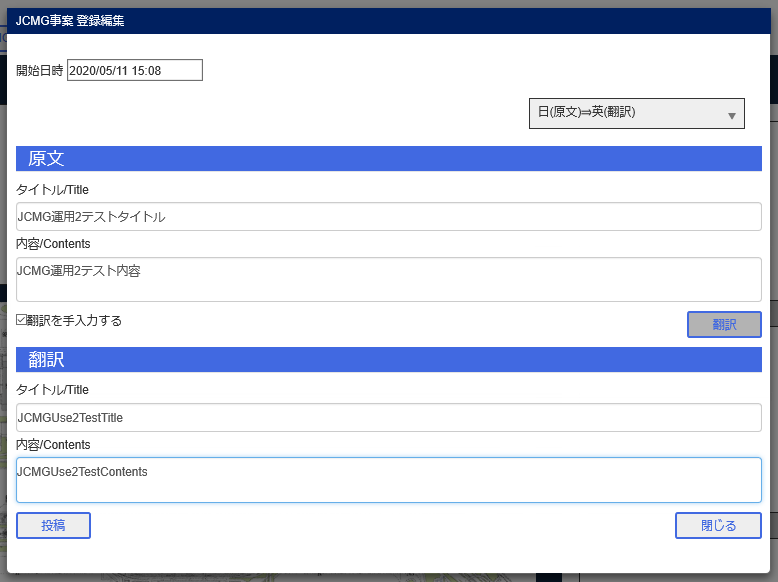 JCMG事案 登録編集
開始日時 2020/05/11 15:08
日(原文)⇒英(翻訳)
原文
タイトル/Title
JCMG運用2テストタイトル
内容/Contents
JCMG運用2テスト内容
翻訳を手入力する
翻訳
翻訳
タイトル/Title
JCMGUse2TestTitle
内容/Contents
JCMGUse2TestContents
投稿
閉じる